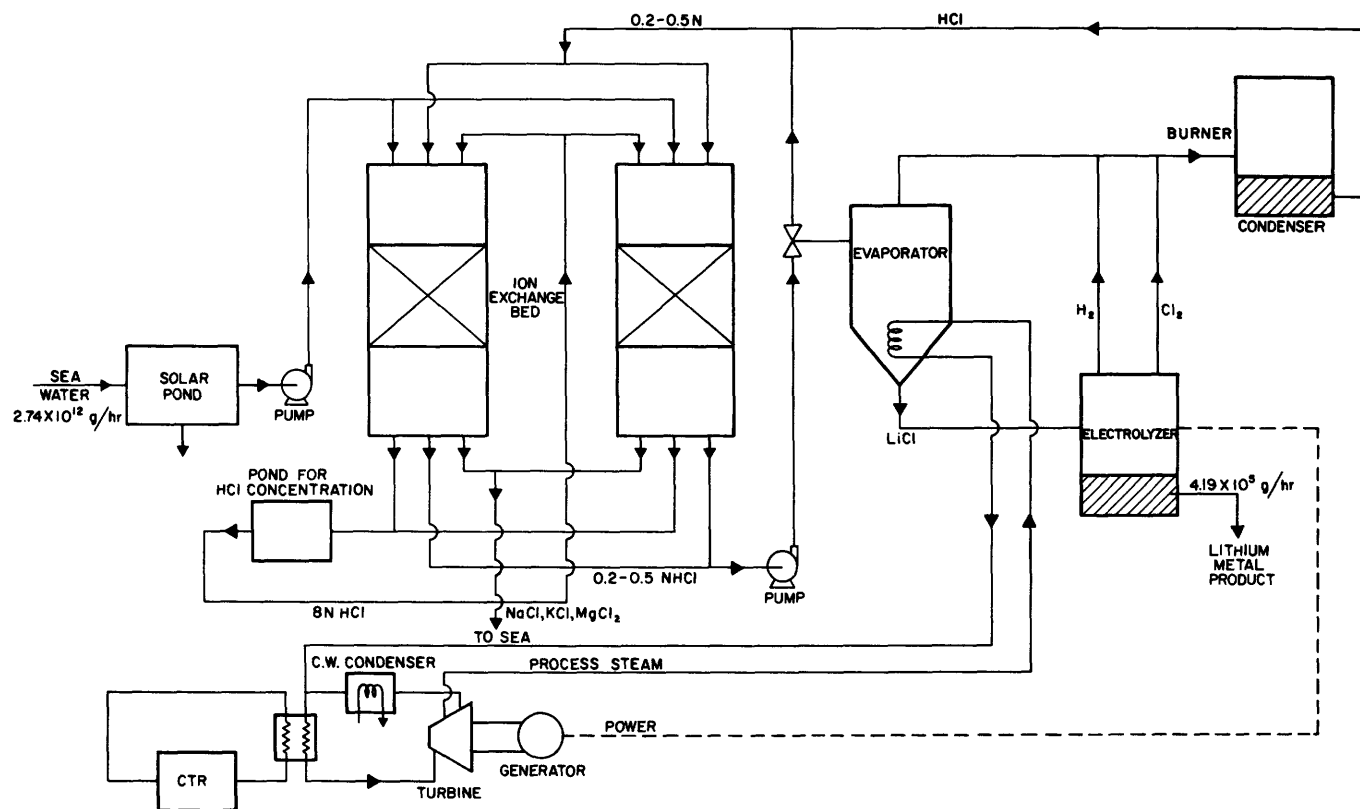 0.2-0.5N
HCl
BURNER
CONDENSER
EVAPORATOR
ION
EXCHANGE
BED
H₂
Cl₂
SEA
WATER
2.74X10¹² g/hr
SOLAR
POND
PUMP
LiCl
ELECTROLYZER
4.19 X 10⁵ g/hr
LITHIUM
METAL
PRODUCT
POND FOR
HCl CONCENTRATION
0.2-0.5 NHCl
PUMP
8N HCl
NaCl,KCl,MgCl₂
TO SEA
C.W. CONDENSER
PROCESS STEAM
POWER
CTR
TURBINE
GENERATOR